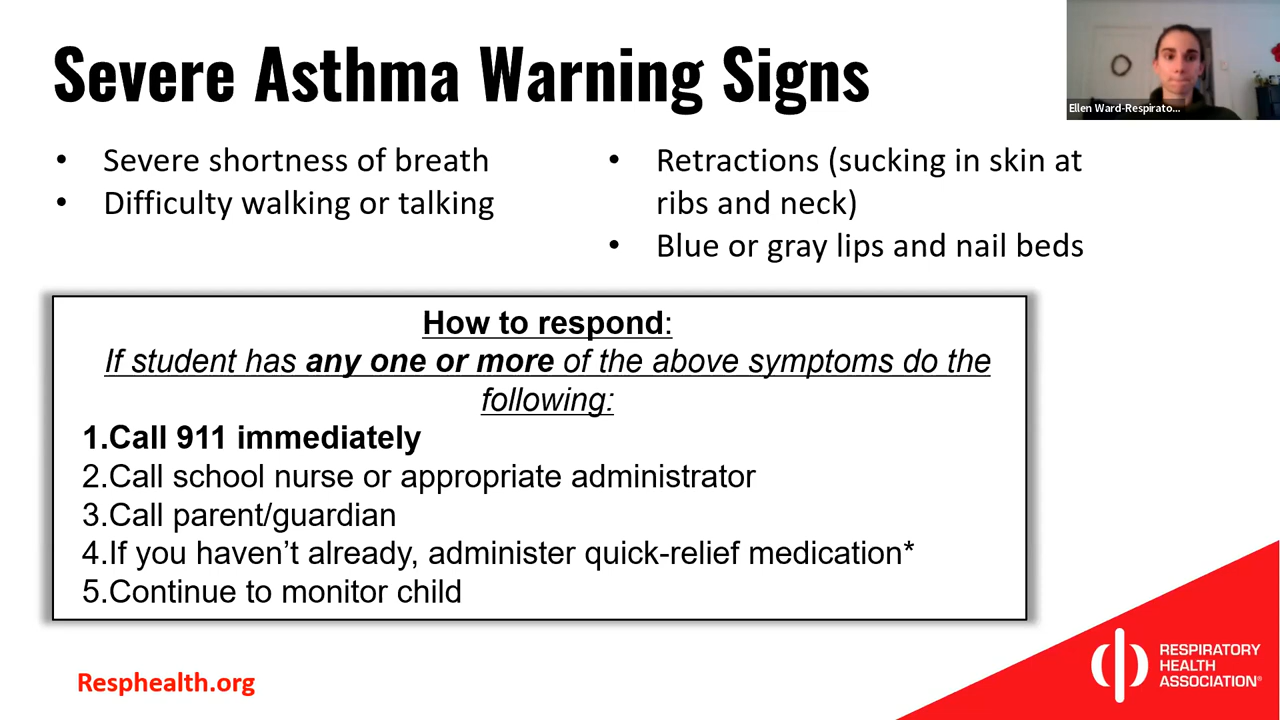 Severe Asthma Warning Signs
Ellen Ward-Respirato...
• Severe shortness of breath
• Difficulty walking or talking
• Retractions (sucking in skin at
ribs and neck)
• Blue or gray lips and nail beds
How to respond:
If student has any one or more of the above symptoms do the
following:
1.Call 911 immediately
2.Call school nurse or appropriate administrator
3.Call parent/guardian
4.If you haven’t already, administer quick-relief medication*
5.Continue to monitor child
Resphealth.org
RESPIRATORY
HEALTH
ASSOCIATION®